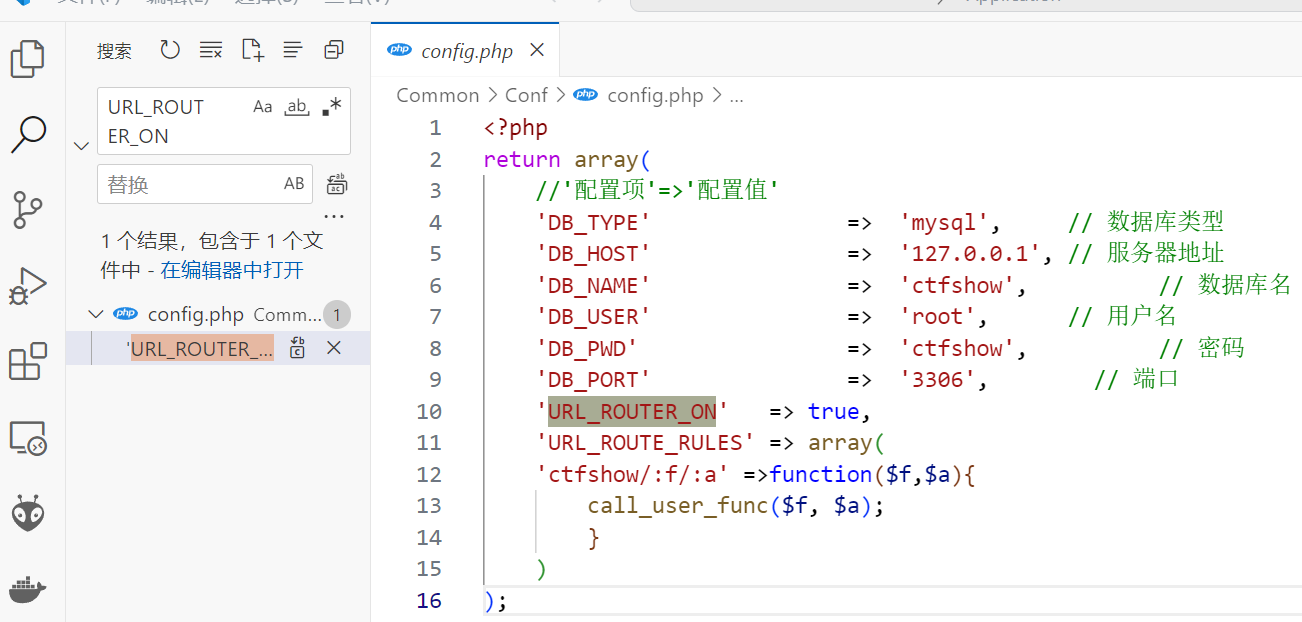 搜索
URL_ROUT
ER_ON
Aa
ab
.*
替换
AB
...
1 个结果，包含于 1 个文
件中 - 在编辑器中打开
config.php Comm... 1
'URL_ROUTER_...
config.php
Common > Conf > config.php > ...
1 <?php
2 return array(
3 //'配置项'=>'配置值'
4 'DB_TYPE' => 'mysql', // 数据库类型
5 'DB_HOST' => '127.0.0.1', // 服务器地址
6 'DB_NAME' => 'ctfshow', // 数据库名
7 'DB_USER' => 'root', // 用户名
8 'DB_PWD' => 'ctfshow', // 密码
9 'DB_PORT' => '3306', // 端口
10 'URL_ROUTER_ON' => true,
11 'URL_ROUTE_RULES' => array(
12 'ctfshow/:f/:a' =>function($f,$a){
13 call_user_func($f, $a);
14 }
15 )
16 );